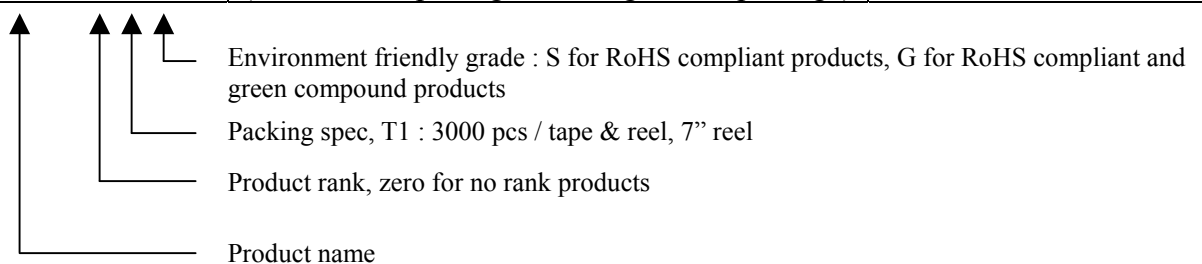 Environment friendly grade : S for RoHS compliant products, G for RoHS compliant and
green compound products
Packing spec, T1 : 3000 pcs / tape & reel, 7” reel
Product rank, zero for no rank products
Product name